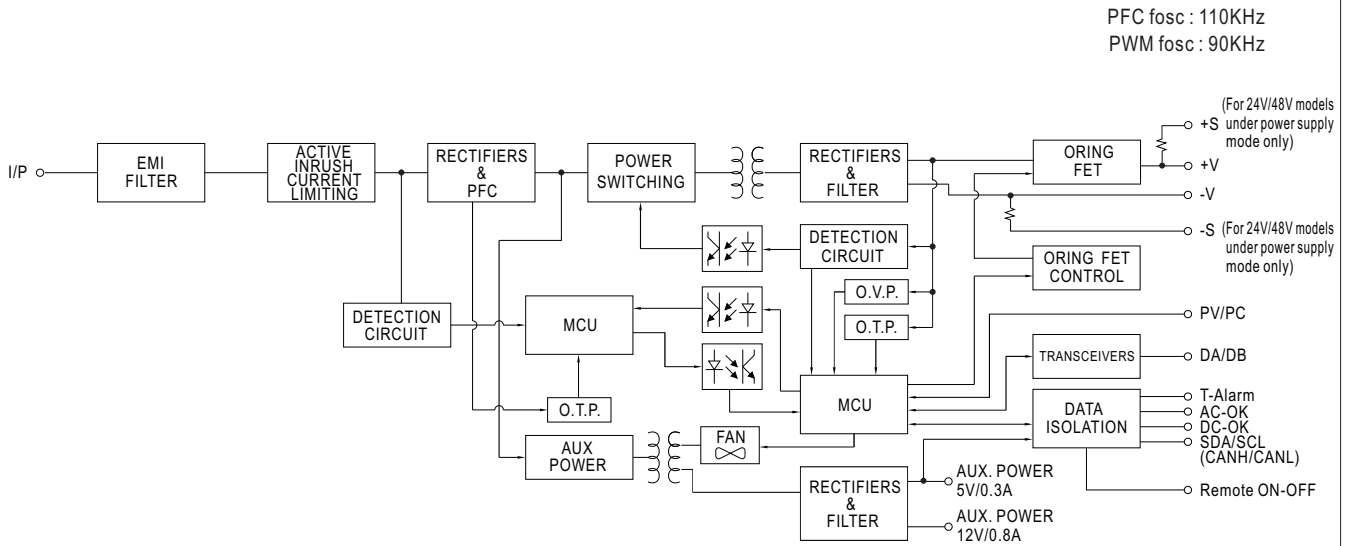 PFC fosc : 110KHz
PWM fosc : 90KHz
I/P
EMI
FILTER
ACTIVE
INRUSH
CURRENT
LIMITING
RECTIFIERS
&
PFC
POWER
SWITCHING
RECTIFIERS
&
FILTER
ORING
FET
+S
(For 24V/48V models
under power supply
mode only)
+V
-V
-S
(For 24V/48V models
under power supply
mode only)
DETECTION
CIRCUIT
ORING FET
CONTROL
O.V.P.
O.T.P.
DETECTION
CIRCUIT
MCU
PV/PC
TRANSCEIVERS
DA/DB
O.T.P.
MCU
DATA
ISOLATION
T-Alarm
AC-OK
DC-OK
SDA/SCL
(CANH/CANL)
Remote ON-OFF
AUX
POWER
FAN
RECTIFIERS
&
FILTER
AUX. POWER
5V/0.3A
AUX. POWER
12V/0.8A